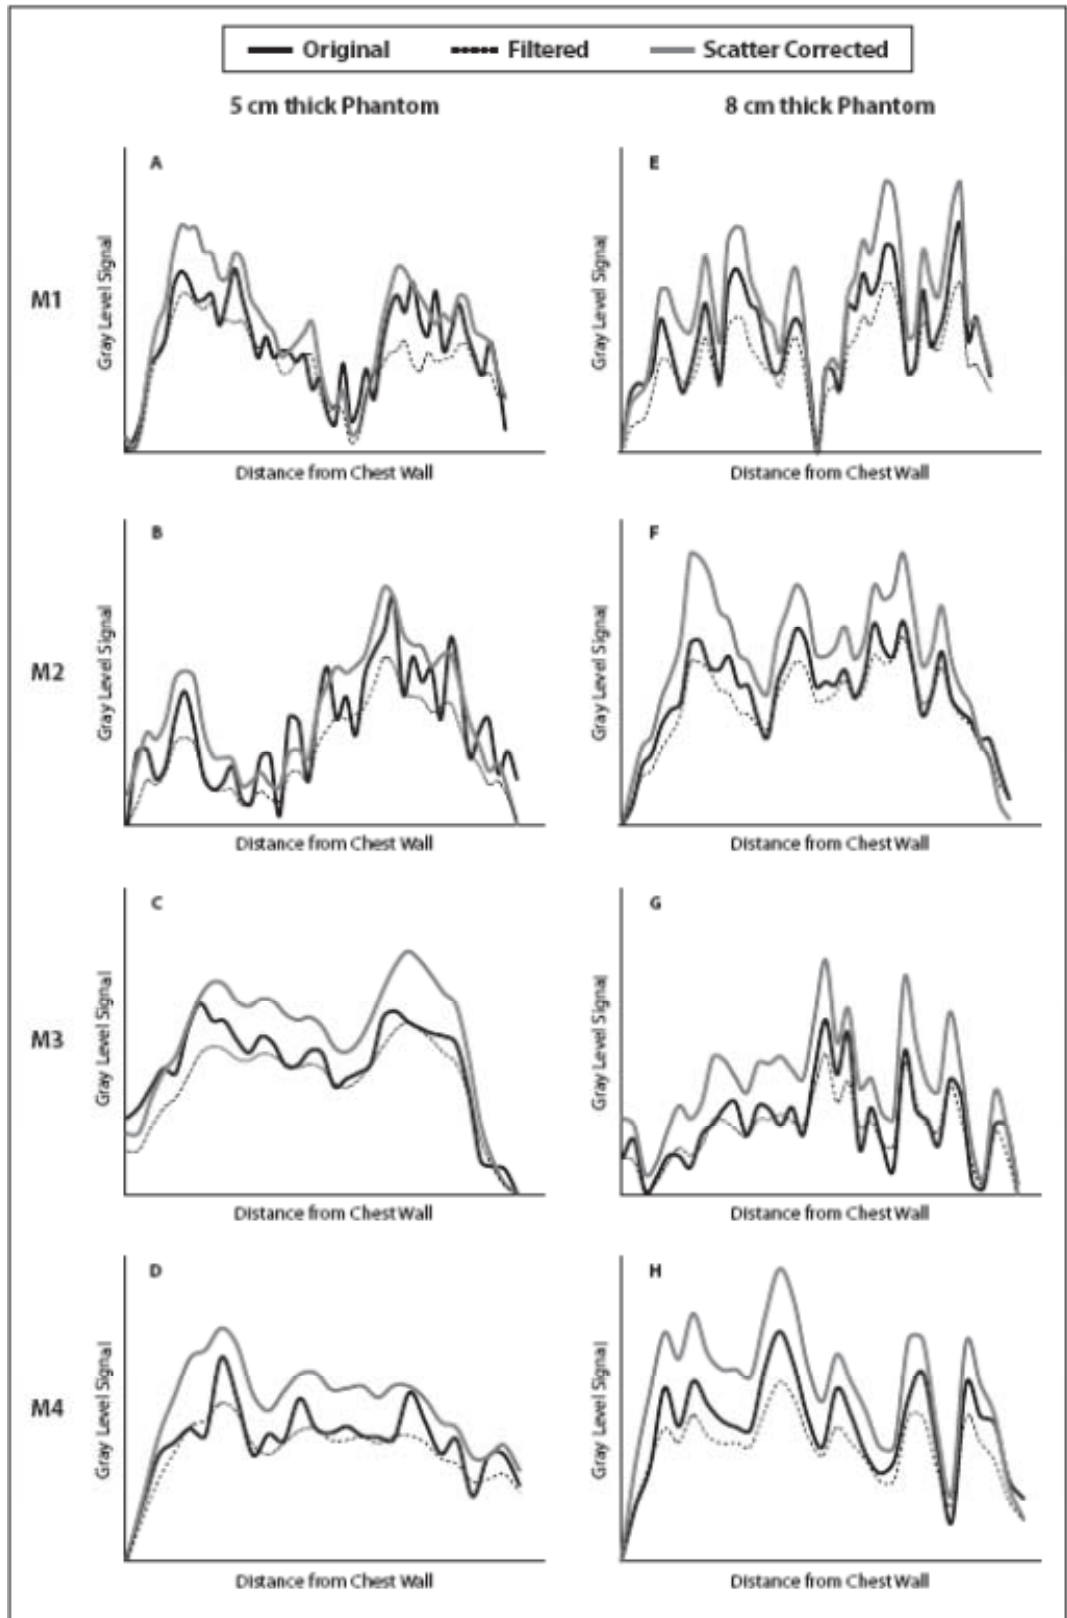 Original Filtered Scatter Corrected
5 cm thick Phantom 8 cm thick Phantom
M1
A
Gray Level Signal
Distance from Chest Wall
E
Gray Level Signal
Distance from Chest Wall
M2
B
Gray Level Signal
Distance from Chest Wall
F
Gray Level Signal
Distance from Chest Wall
M3
C
Gray Level Signal
Distance from Chest Wall
G
Gray Level Signal
Distance from Chest Wall
M4
D
Gray Level Signal
Distance from Chest Wall
H
Gray Level Signal
Distance from Chest Wall